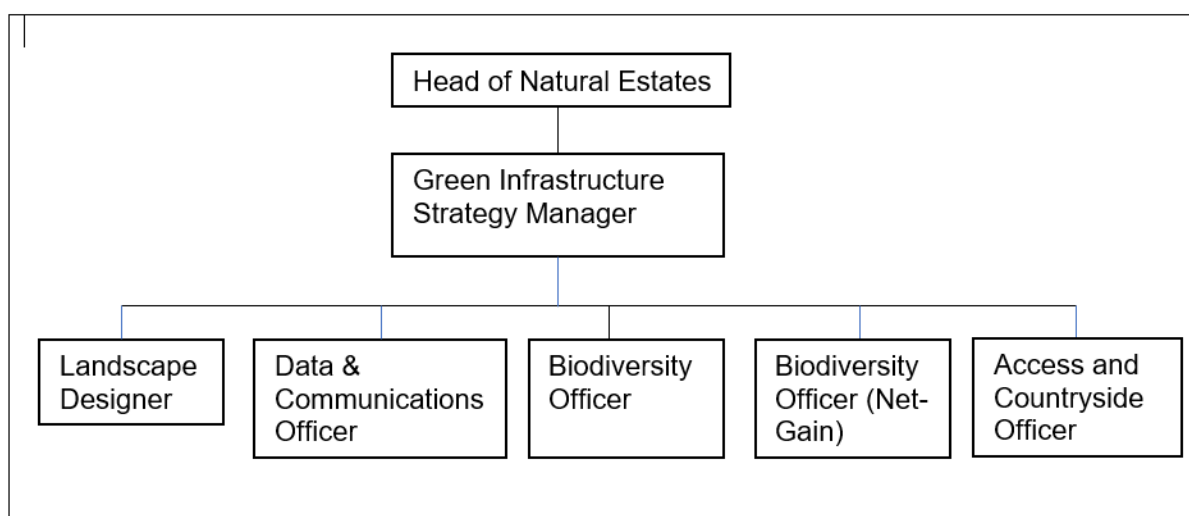 Head of Natural Estates
Green Infrastructure
Strategy Manager
Landscape
Designer
Data &
Communications
Officer
Biodiversity
Officer
Biodiversity
Officer (Net-
Gain)
Access and
Countryside
Officer